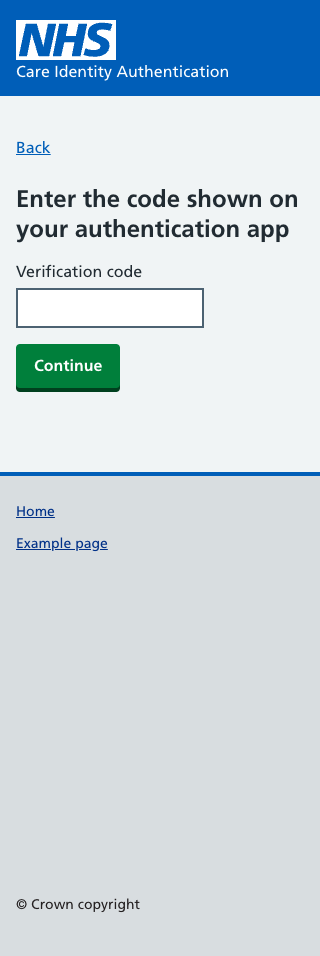 NHS
Care Identity Authentication
Back
Enter the code shown on
your authentication app
Verification code
Continue
Home
Example page
© Crown copyright